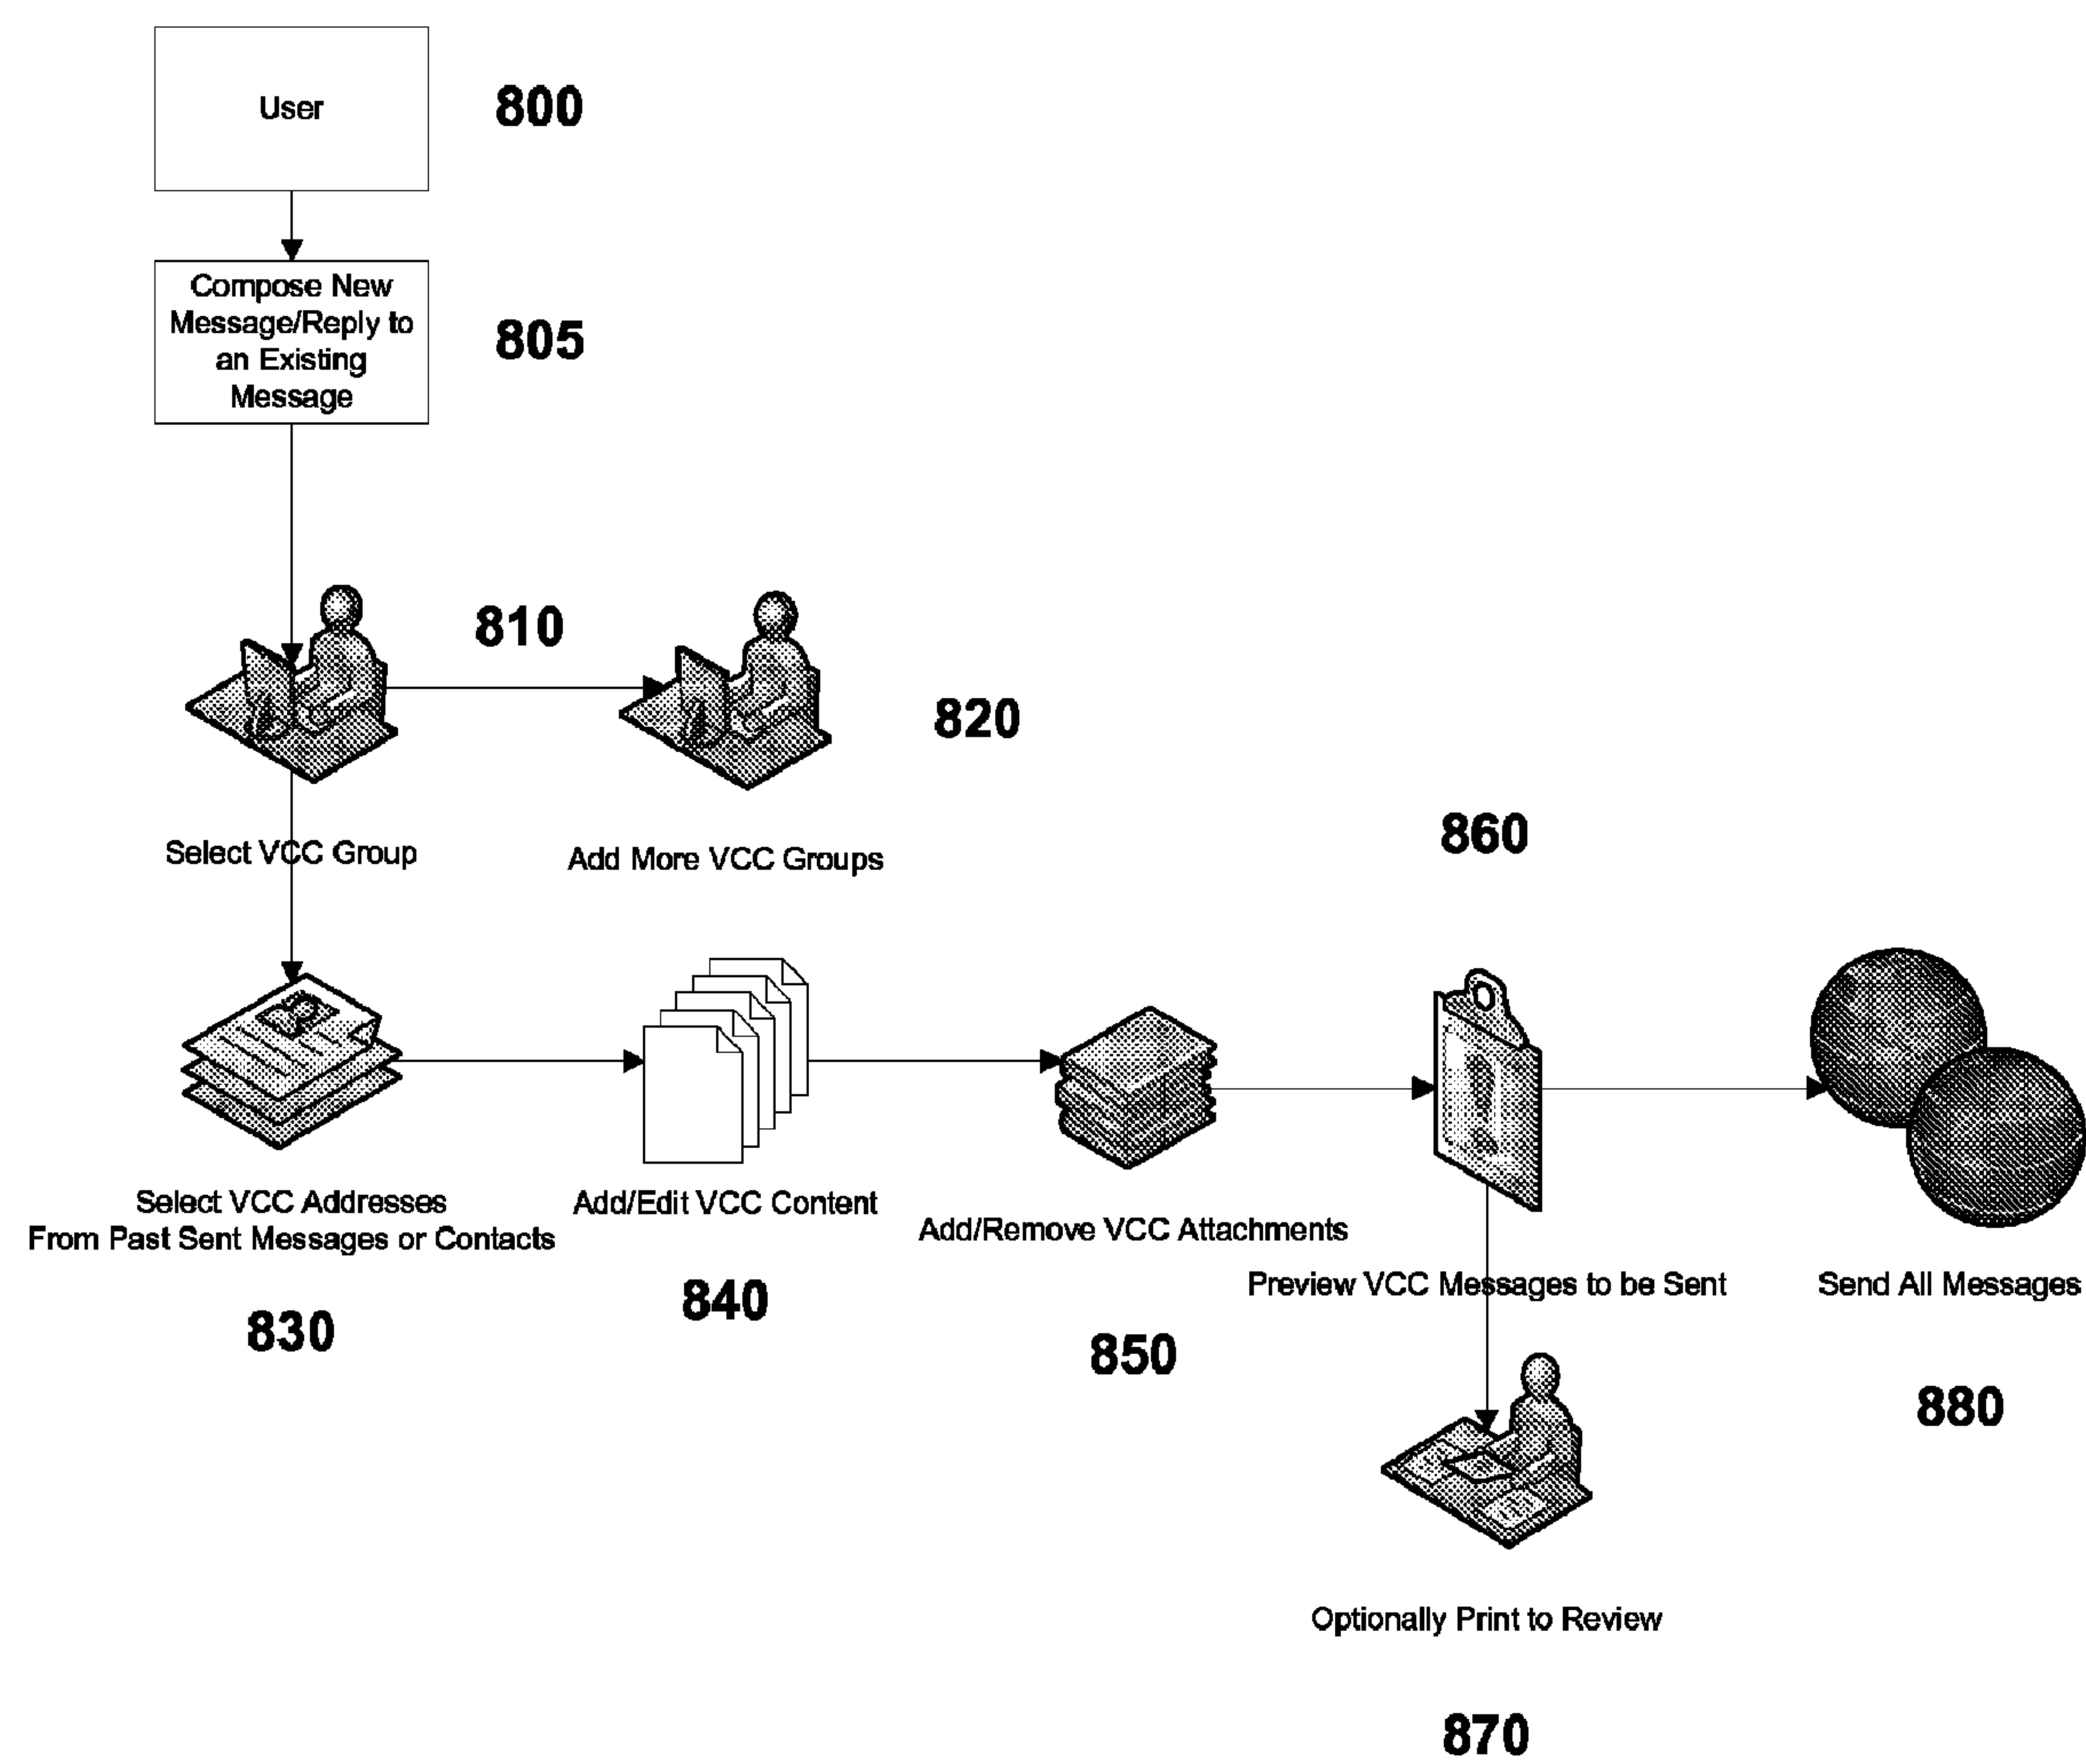 User
800
Compose New
Message/Reply to
an Existing
Message
805
810
820
Select VCC Group
Add More VCC Groups
860
Select VCC Addresses
From Past Sent Messages or Contacts
830
Add/Edit VCC Content
840
Add/Remove VCC Attachments
850
Preview VCC Messages to be Sent
Send All Messages
880
Optionally Print to Review
870